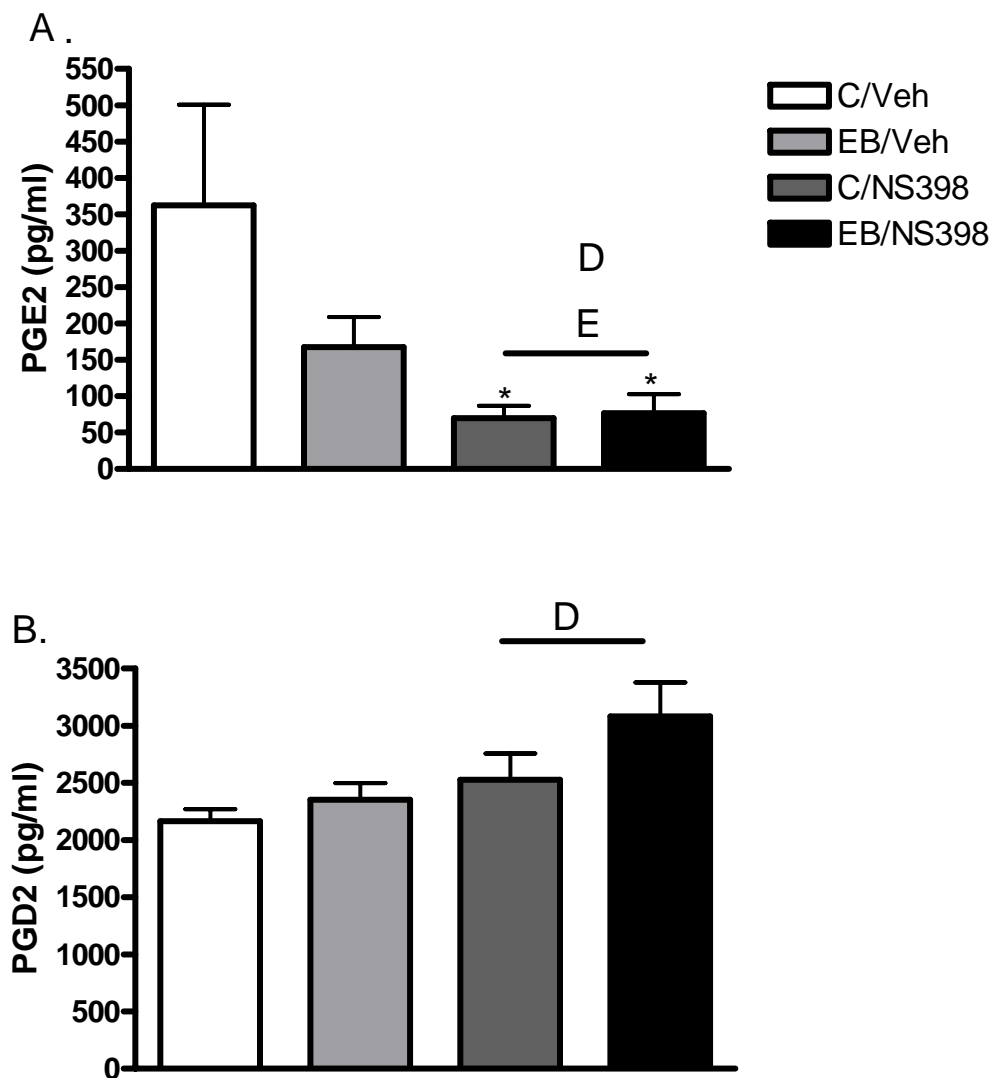 A .
550
500
450
400
350
300
250
200
150
100
50
0
PGE2 (pg/ml)
D
E
*
*
C/Veh
EB/Veh
C/NS398
EB/NS398
B.
D
3500
3000
2500
2000
1500
1000
500
0
PGD2 (pg/ml)